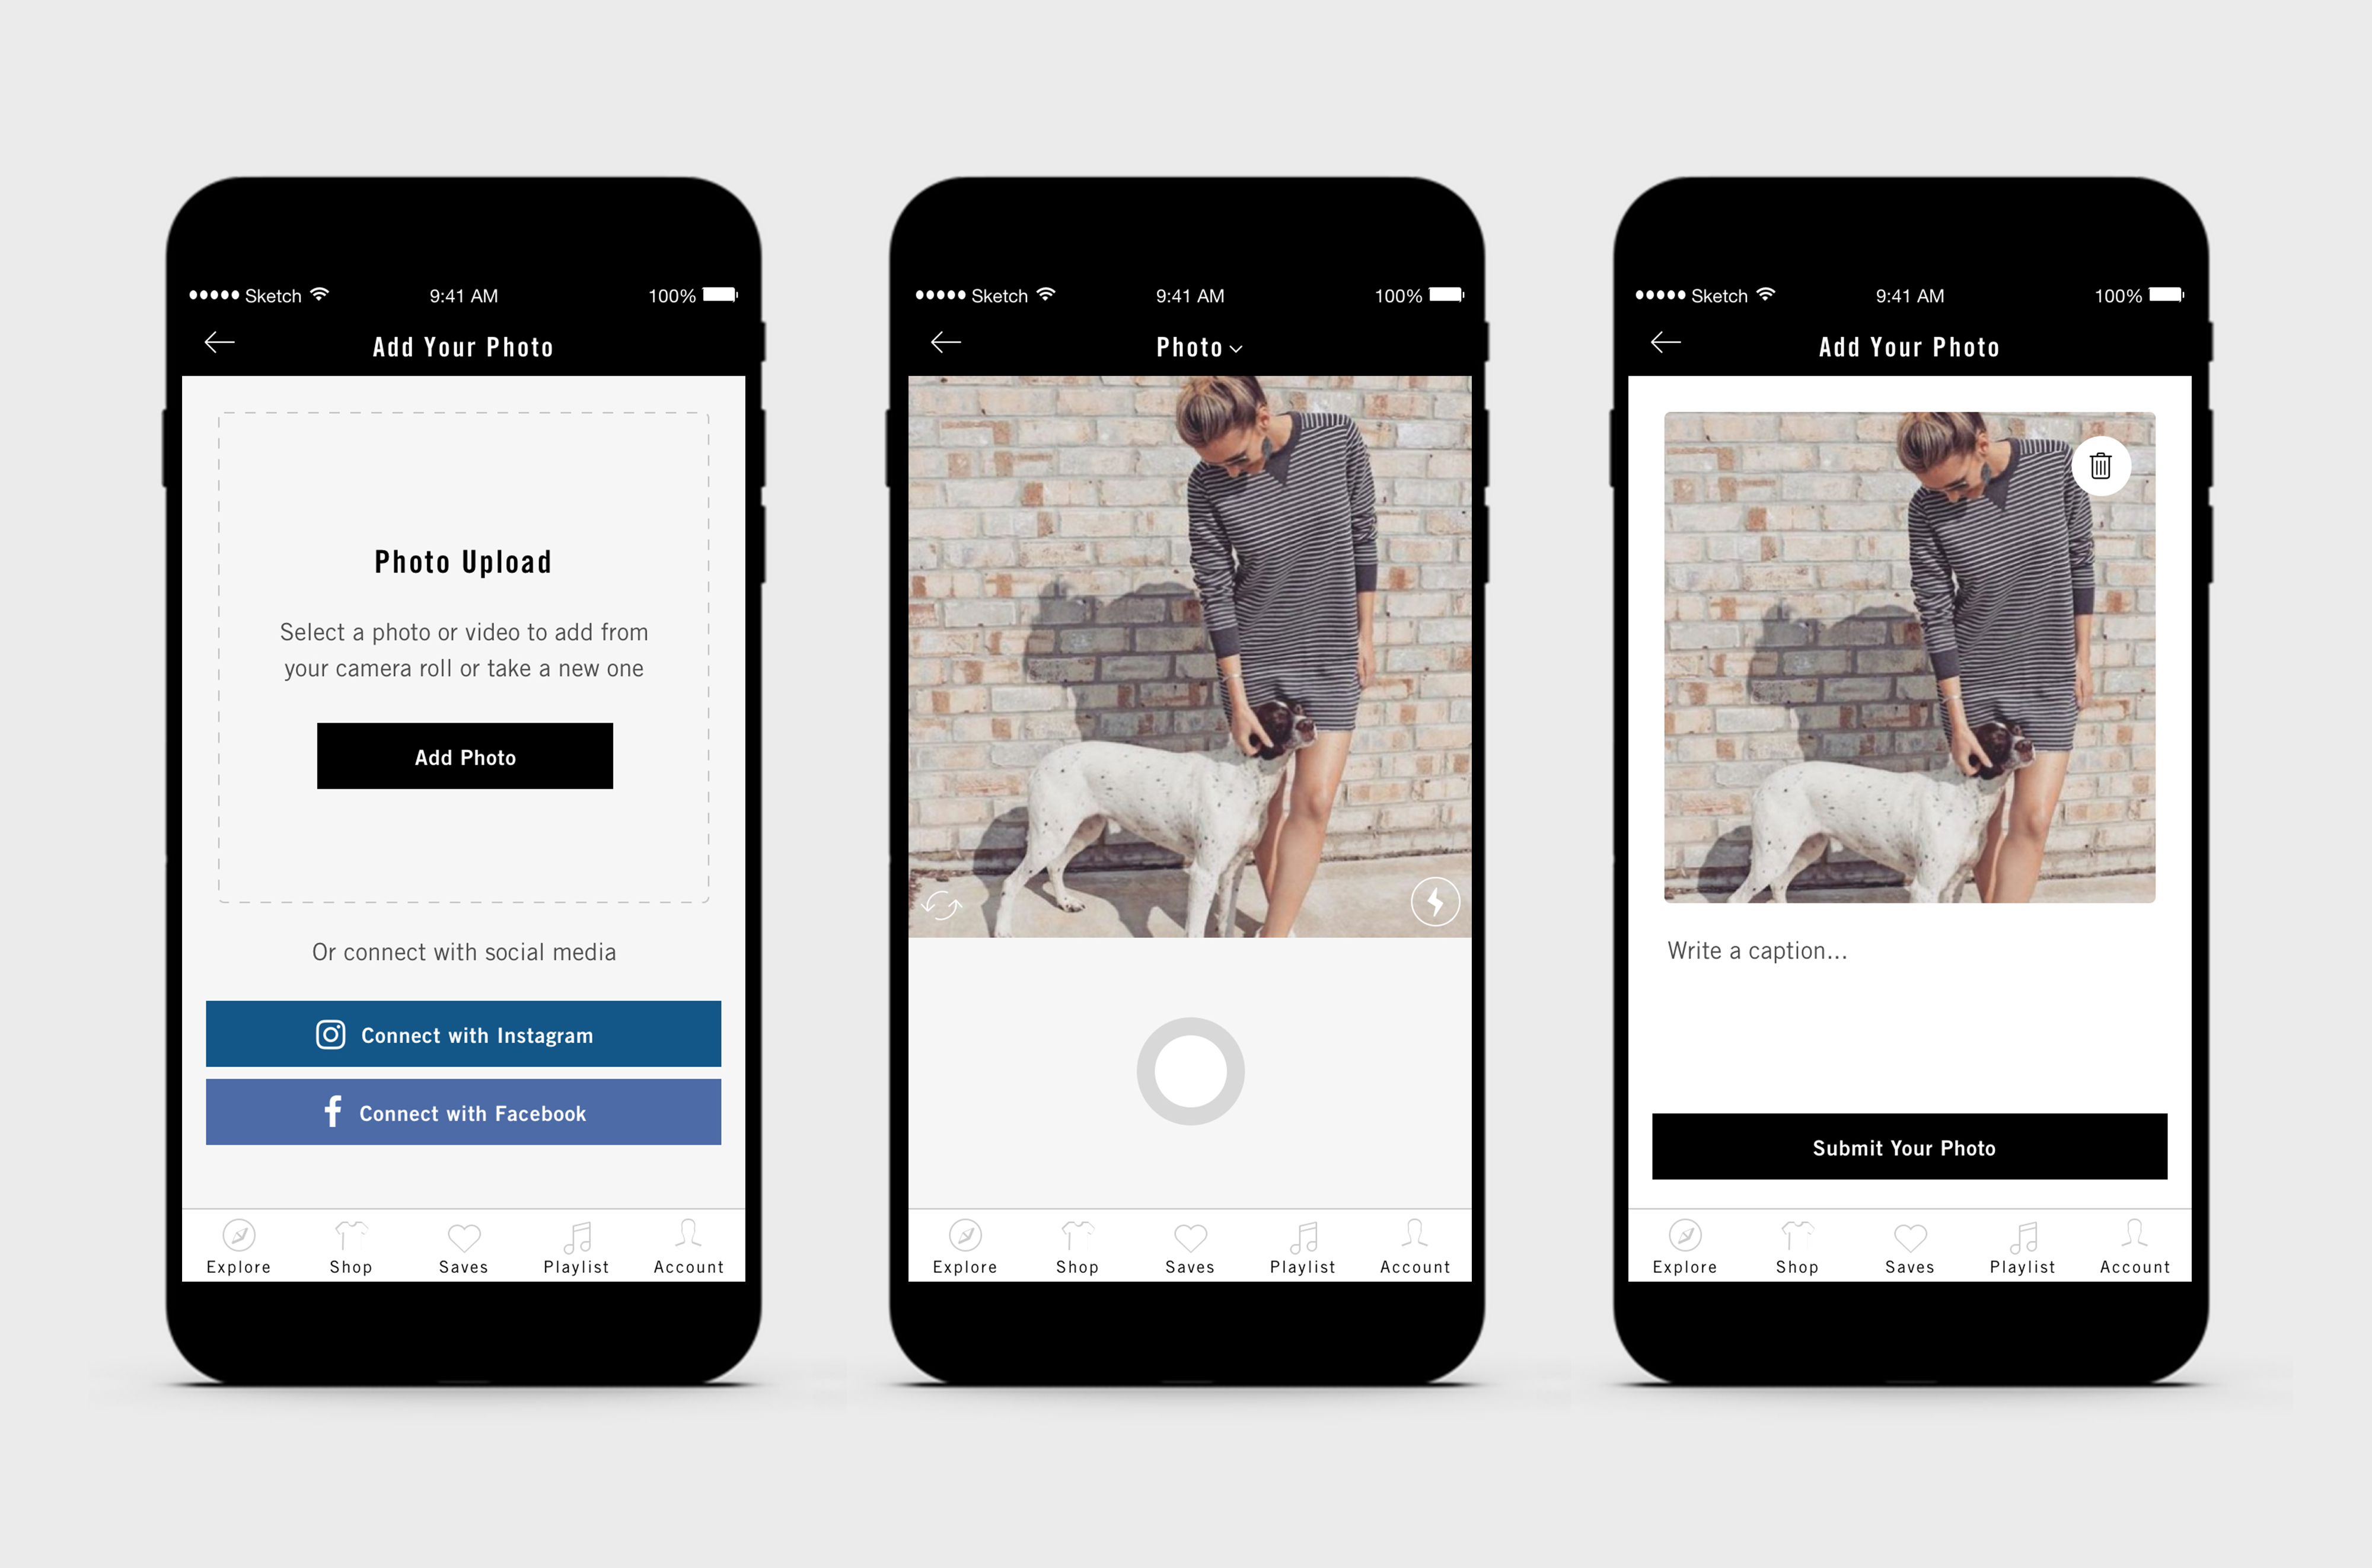 Sketch 9:41 AM 100%
Add Your Photo
Photo Upload
Select a photo or video to add from
your camera roll or take a new one
Add Photo
Or connect with social media
Connect with Instagram
Connect with Facebook
Explore Shop Saves Playlist Account
Sketch 9:41 AM 100%
Photo
Explore Shop Saves Playlist Account
Sketch 9:41 AM 100%
Add Your Photo
Write a caption...
Submit Your Photo
Explore Shop Saves Playlist Account